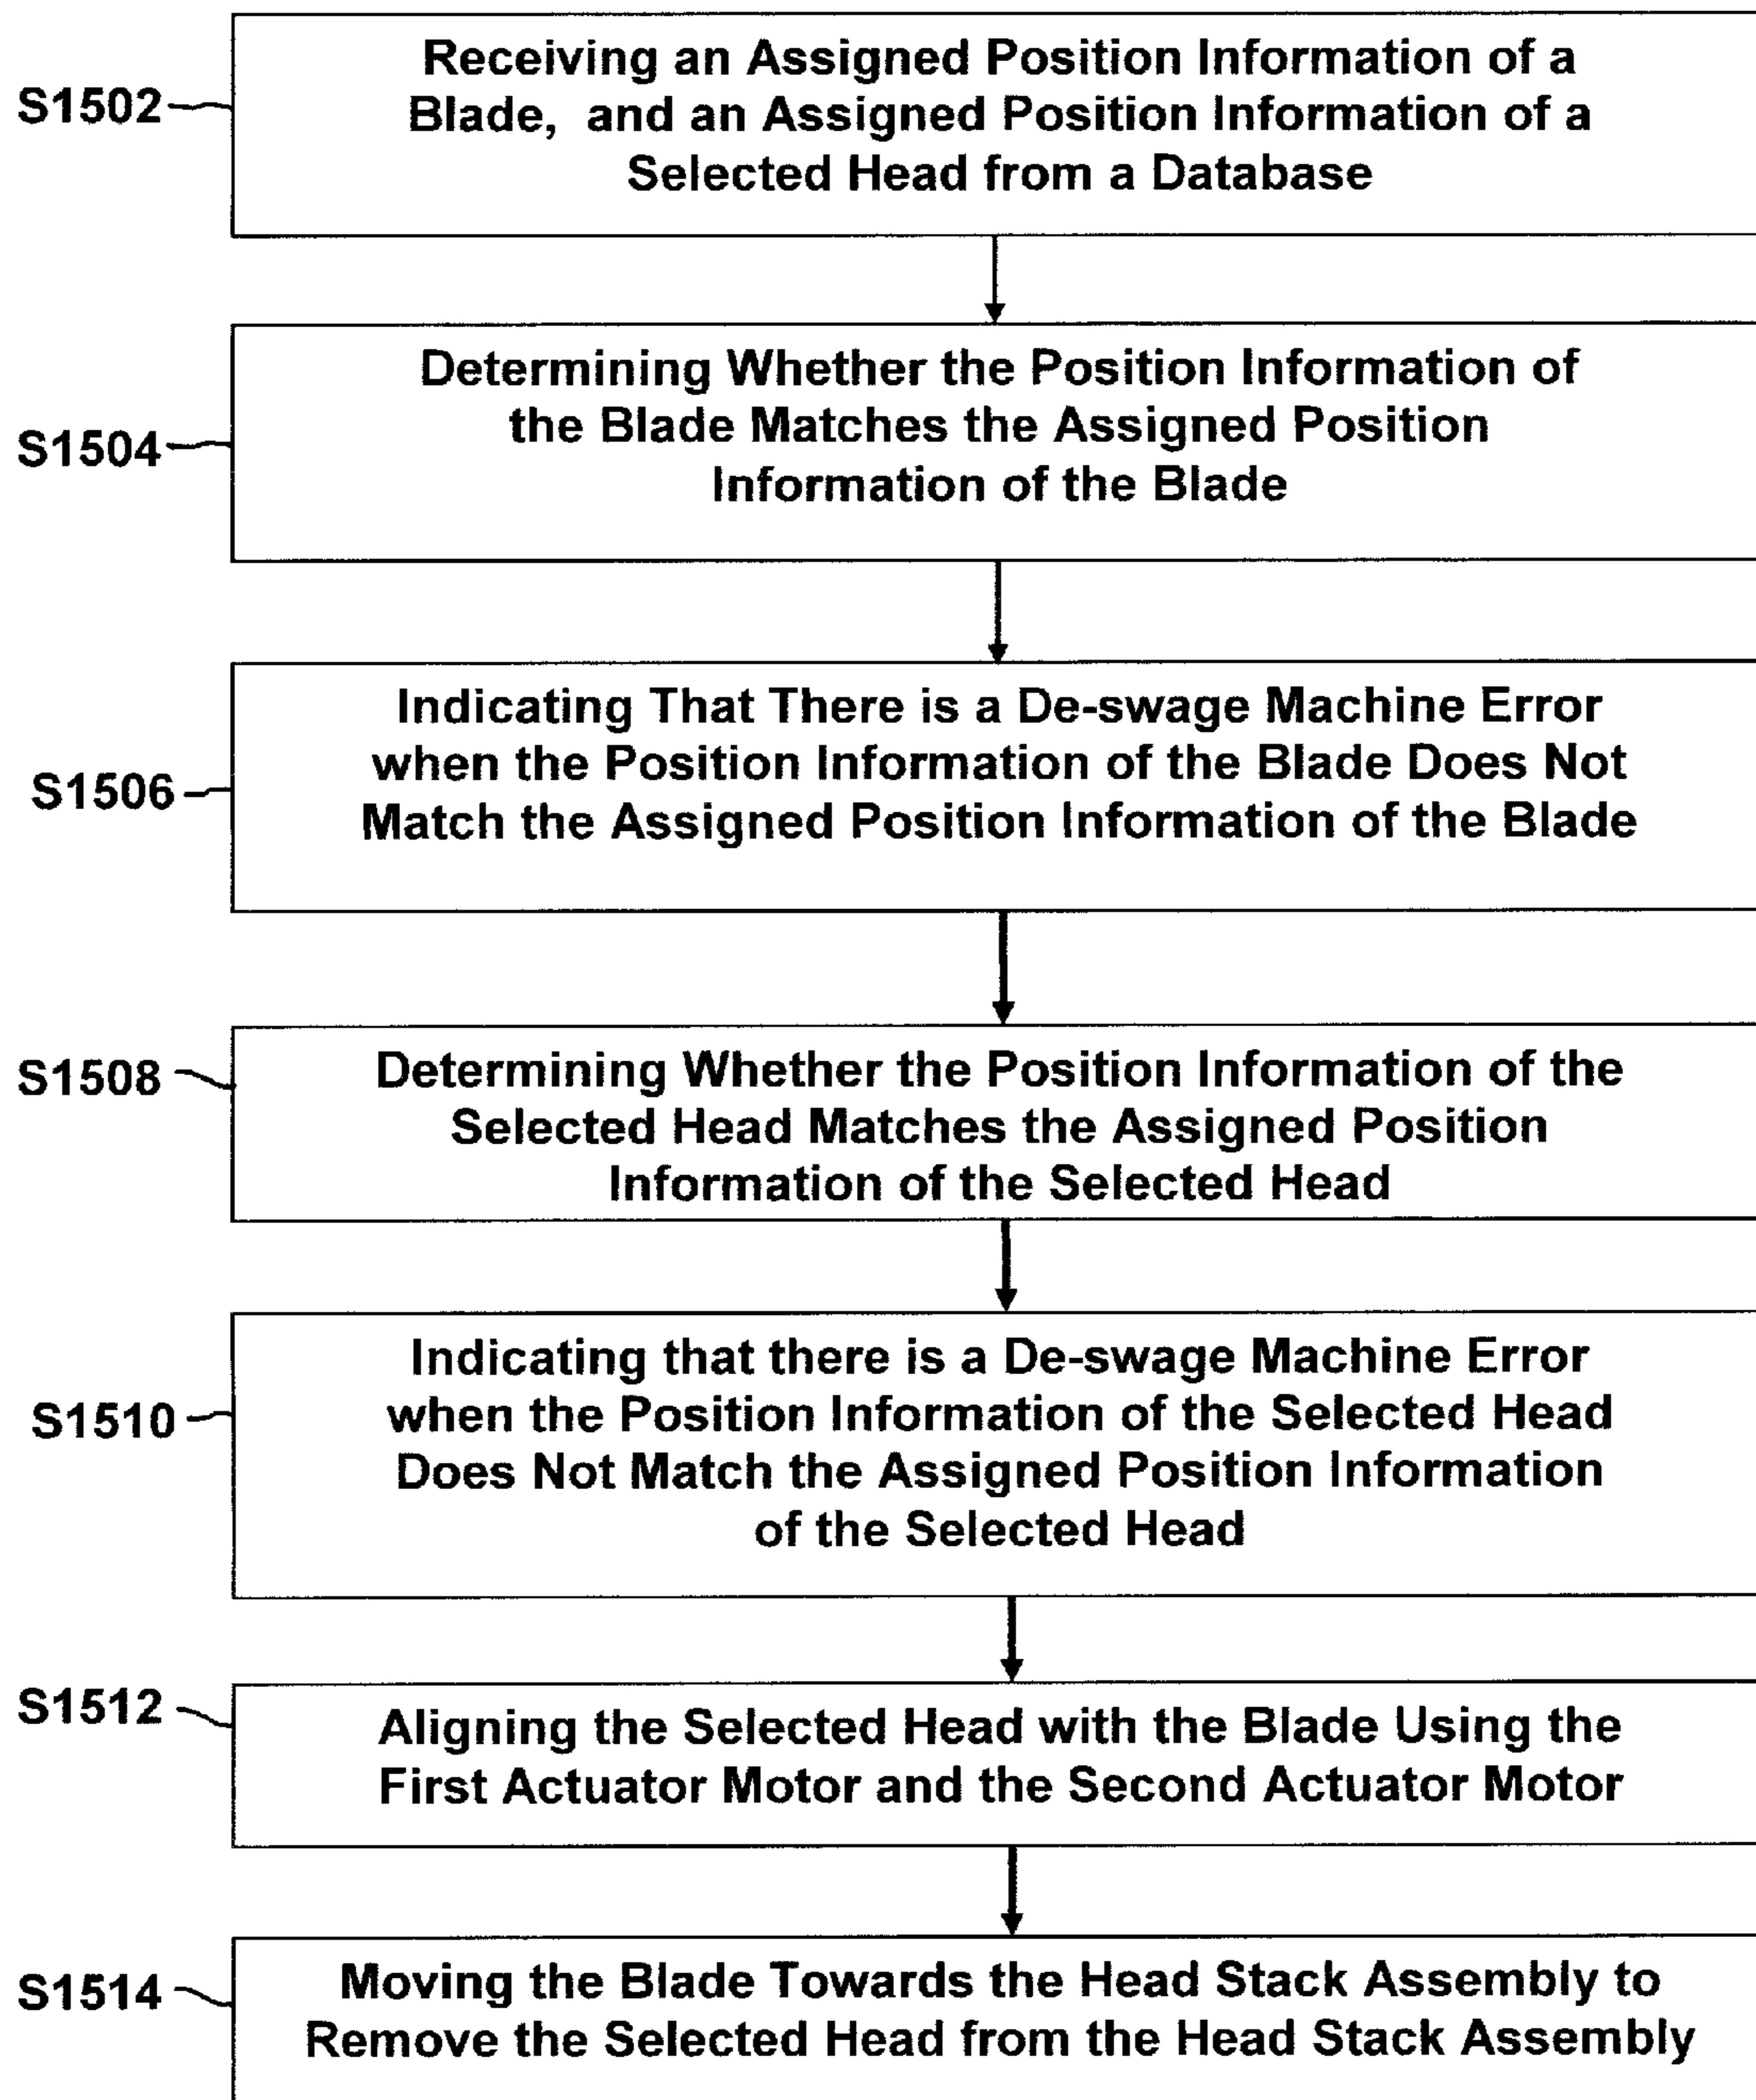 Receiving an Assigned Position Information of a
S1502
Blade, and an Assigned Position Information of a
Selected Head from a Database
Determining Whether the Position Information of
the Blade Matches the Assigned Position
S1504
Information of the Blade
Indicating That There is a De-swage Machine Error
when the Position Information of the Blade Does Not
S1506
Match the Assigned Position Information of the Blade
S1508
Determining Whether the Position Information of the
Selected Head Matches the Assigned Position
Information of the Selected Head
Indicating that there is a De-swage Machine Error
when the Position Information of the Selected Head
S1510
Does Not Match the Assigned Position Information
of the Selected Head
S1512
Aligning the Selected Head with the Blade Using the
First Actuator Motor and the Second Actuator Motor
S1514
Moving the Blade Towards the Head Stack Assembly to
Remove the Selected Head from the Head Stack Assembly